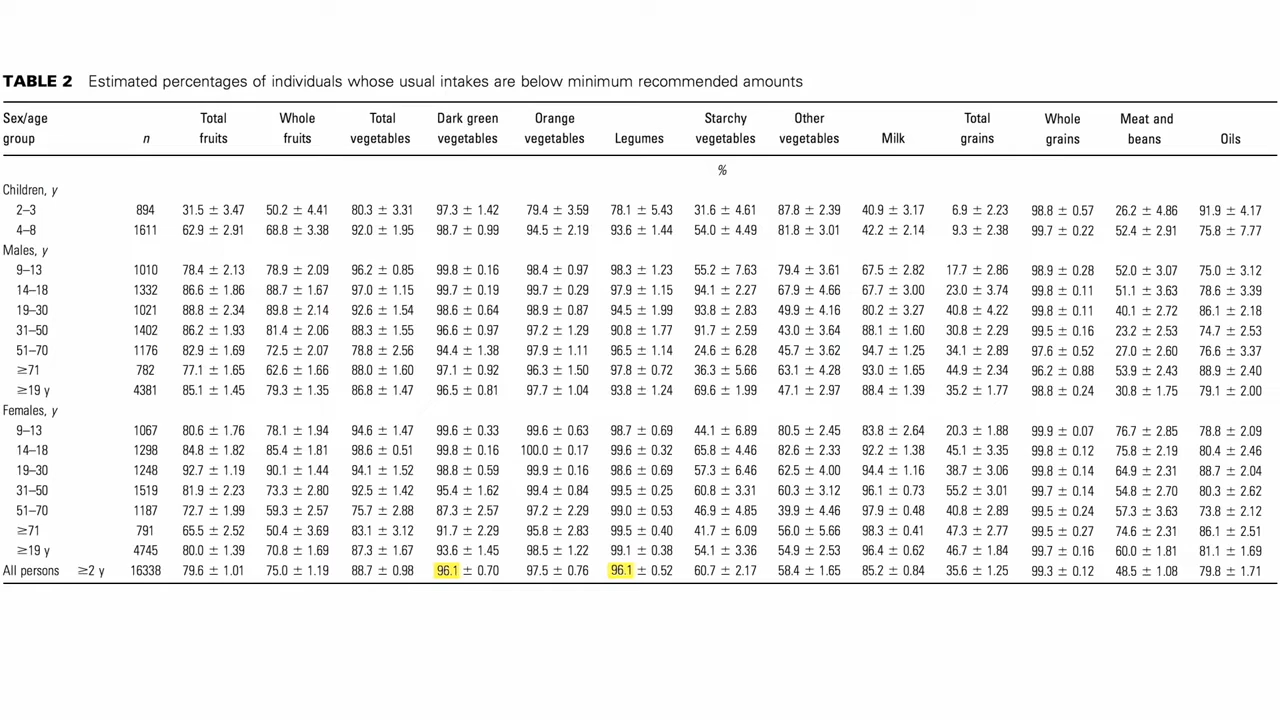 TABLE 2 Estimated percentages of individuals whose usual intakes are below minimum recommended amounts
Sex/age group n Total fruits Whole fruits Total vegetables Dark green vegetables Orange vegetables Legumes Starchy vegetables Other vegetables Milk Total grains Whole grains Meat and beans Oils
%
Children, y
2–3 894 31.5 ± 3.47 50.2 ± 4.41 80.3 ± 3.31 97.3 ± 1.42 79.4 ± 3.59 78.1 ± 5.43 31.6 ± 4.61 87.8 ± 2.39 40.9 ± 3.17 6.9 ± 2.23 98.8 ± 0.57 26.2 ± 4.86 91.9 ± 4.17
4–8 1611 62.9 ± 2.91 68.8 ± 3.38 92.0 ± 1.95 98.7 ± 0.99 94.5 ± 2.19 93.6 ± 1.44 54.0 ± 4.49 81.8 ± 3.01 42.2 ± 2.14 9.3 ± 2.38 99.7 ± 0.22 52.4 ± 2.91 75.8 ± 7.77
Males, y
9–13 1010 78.4 ± 2.13 78.9 ± 2.09 96.2 ± 0.85 99.8 ± 0.16 98.4 ± 0.97 98.3 ± 1.23 55.2 ± 7.63 79.4 ± 3.61 67.5 ± 2.82 17.7 ± 2.86 98.9 ± 0.28 52.0 ± 3.07 75.0 ± 3.12
14–18 1332 86.6 ± 1.86 88.7 ± 1.67 97.0 ± 1.15 99.7 ± 0.19 99.7 ± 0.29 97.9 ± 1.15 94.1 ± 2.27 67.9 ± 4.66 67.7 ± 3.00 23.0 ± 3.74 99.8 ± 0.11 51.1 ± 3.63 78.6 ± 3.39
19–30 1021 88.8 ± 2.34 89.8 ± 2.14 92.6 ± 1.54 98.6 ± 0.64 98.9 ± 0.87 94.5 ± 1.99 93.8 ± 2.83 49.9 ± 4.16 80.2 ± 3.27 40.8 ± 4.22 99.8 ± 0.11 40.1 ± 2.72 86.1 ± 2.18
31–50 1402 86.2 ± 1.93 81.4 ± 2.06 88.3 ± 1.55 96.6 ± 0.97 97.2 ± 1.29 90.8 ± 1.77 91.7 ± 2.59 43.0 ± 3.64 88.1 ± 1.60 30.8 ± 2.29 99.5 ± 0.16 23.2 ± 2.53 74.7 ± 2.53
51–70 1176 82.9 ± 1.69 72.5 ± 2.07 78.8 ± 2.56 94.4 ± 1.38 97.9 ± 1.11 96.5 ± 1.14 24.6 ± 6.28 45.7 ± 3.62 94.7 ± 1.25 34.1 ± 2.89 97.6 ± 0.52 27.0 ± 2.60 76.6 ± 3.37
≥71 782 77.1 ± 1.65 62.6 ± 1.66 88.0 ± 1.60 97.1 ± 0.92 96.3 ± 1.50 97.8 ± 0.72 36.3 ± 5.66 63.1 ± 4.28 93.0 ± 1.65 44.9 ± 2.34 96.2 ± 0.88 53.9 ± 2.43 88.9 ± 2.40
≥19 y 4381 85.1 ± 1.45 79.3 ± 1.35 86.8 ± 1.47 96.5 ± 0.81 97.7 ± 1.04 93.8 ± 1.24 69.6 ± 1.99 47.1 ± 2.97 88.4 ± 1.39 35.2 ± 1.77 98.8 ± 0.24 30.8 ± 1.75 79.1 ± 2.00
Females, y
9–13 1067 80.6 ± 1.76 78.1 ± 1.94 94.6 ± 1.47 99.6 ± 0.33 99.6 ± 0.63 98.7 ± 0.69 44.1 ± 6.89 80.5 ± 2.45 83.8 ± 2.64 20.3 ± 1.88 99.9 ± 0.07 76.7 ± 2.85 78.8 ± 2.09
14–18 1298 84.8 ± 1.82 85.4 ± 1.81 98.6 ± 0.51 99.8 ± 0.16 100.0 ± 0.17 99.6 ± 0.32 65.8 ± 4.46 82.6 ± 2.33 92.2 ± 1.38 45.1 ± 3.35 99.8 ± 0.12 75.8 ± 2.19 80.4 ± 2.46
19–30 1248 92.7 ± 1.19 90.1 ± 1.44 94.1 ± 1.52 98.8 ± 0.59 99.9 ± 0.16 98.6 ± 0.69 57.3 ± 6.46 62.5 ± 4.00 94.4 ± 1.16 38.7 ± 3.06 99.8 ± 0.14 64.9 ± 2.31 88.7 ± 2.04
31–50 1519 81.9 ± 2.23 73.3 ± 2.80 92.5 ± 1.42 95.4 ± 1.62 99.4 ± 0.84 99.5 ± 0.25 60.8 ± 3.31 60.3 ± 3.12 96.1 ± 0.73 55.2 ± 3.01 99.7 ± 0.14 54.8 ± 2.70 80.3 ± 2.62
51–70 1187 72.7 ± 1.99 59.3 ± 2.57 75.7 ± 2.88 87.3 ± 2.57 97.2 ± 2.29 99.0 ± 0.53 46.9 ± 4.85 39.9 ± 4.46 97.9 ± 0.48 40.8 ± 2.89 99.5 ± 0.24 57.3 ± 3.63 73.8 ± 2.12
≥71 791 65.5 ± 2.52 50.4 ± 3.69 83.1 ± 3.12 91.7 ± 2.29 95.8 ± 2.83 99.5 ± 0.40 41.7 ± 6.09 56.0 ± 5.66 98.3 ± 0.41 47.3 ± 2.77 99.5 ± 0.27 74.6 ± 2.31 86.1 ± 2.51
≥19 y 4745 80.0 ± 1.39 70.8 ± 1.69 87.3 ± 1.67 93.6 ± 1.45 98.5 ± 1.22 99.1 ± 0.38 54.1 ± 3.36 54.9 ± 2.53 96.4 ± 0.62 46.7 ± 1.84 99.7 ± 0.16 60.0 ± 1.81 81.1 ± 1.69
All persons ≥2 y 16338 79.6 ± 1.01 75.0 ± 1.19 88.7 ± 0.98 96.1 ± 0.70 97.5 ± 0.76 96.1 ± 0.52 60.7 ± 2.17 58.4 ± 1.65 85.2 ± 0.84 35.6 ± 1.25 99.3 ± 0.12 48.5 ± 1.08 79.8 ± 1.71